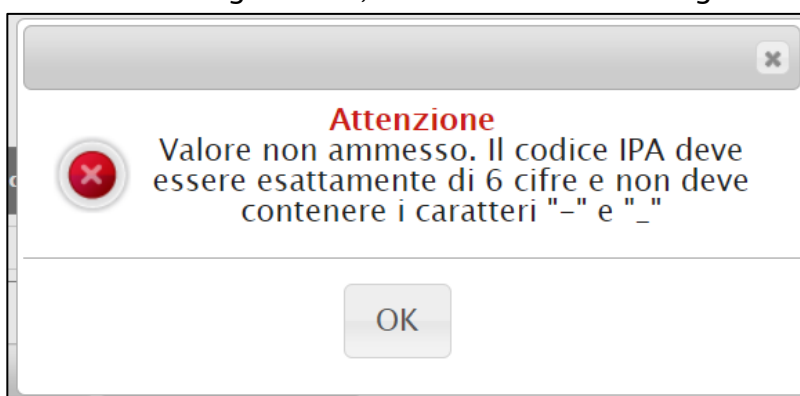 Attenzione
Valore non ammesso. Il codice IPA deve
essere esattamente di 6 cifre e non deve
contenere i caratteri "-" e "_"
OK